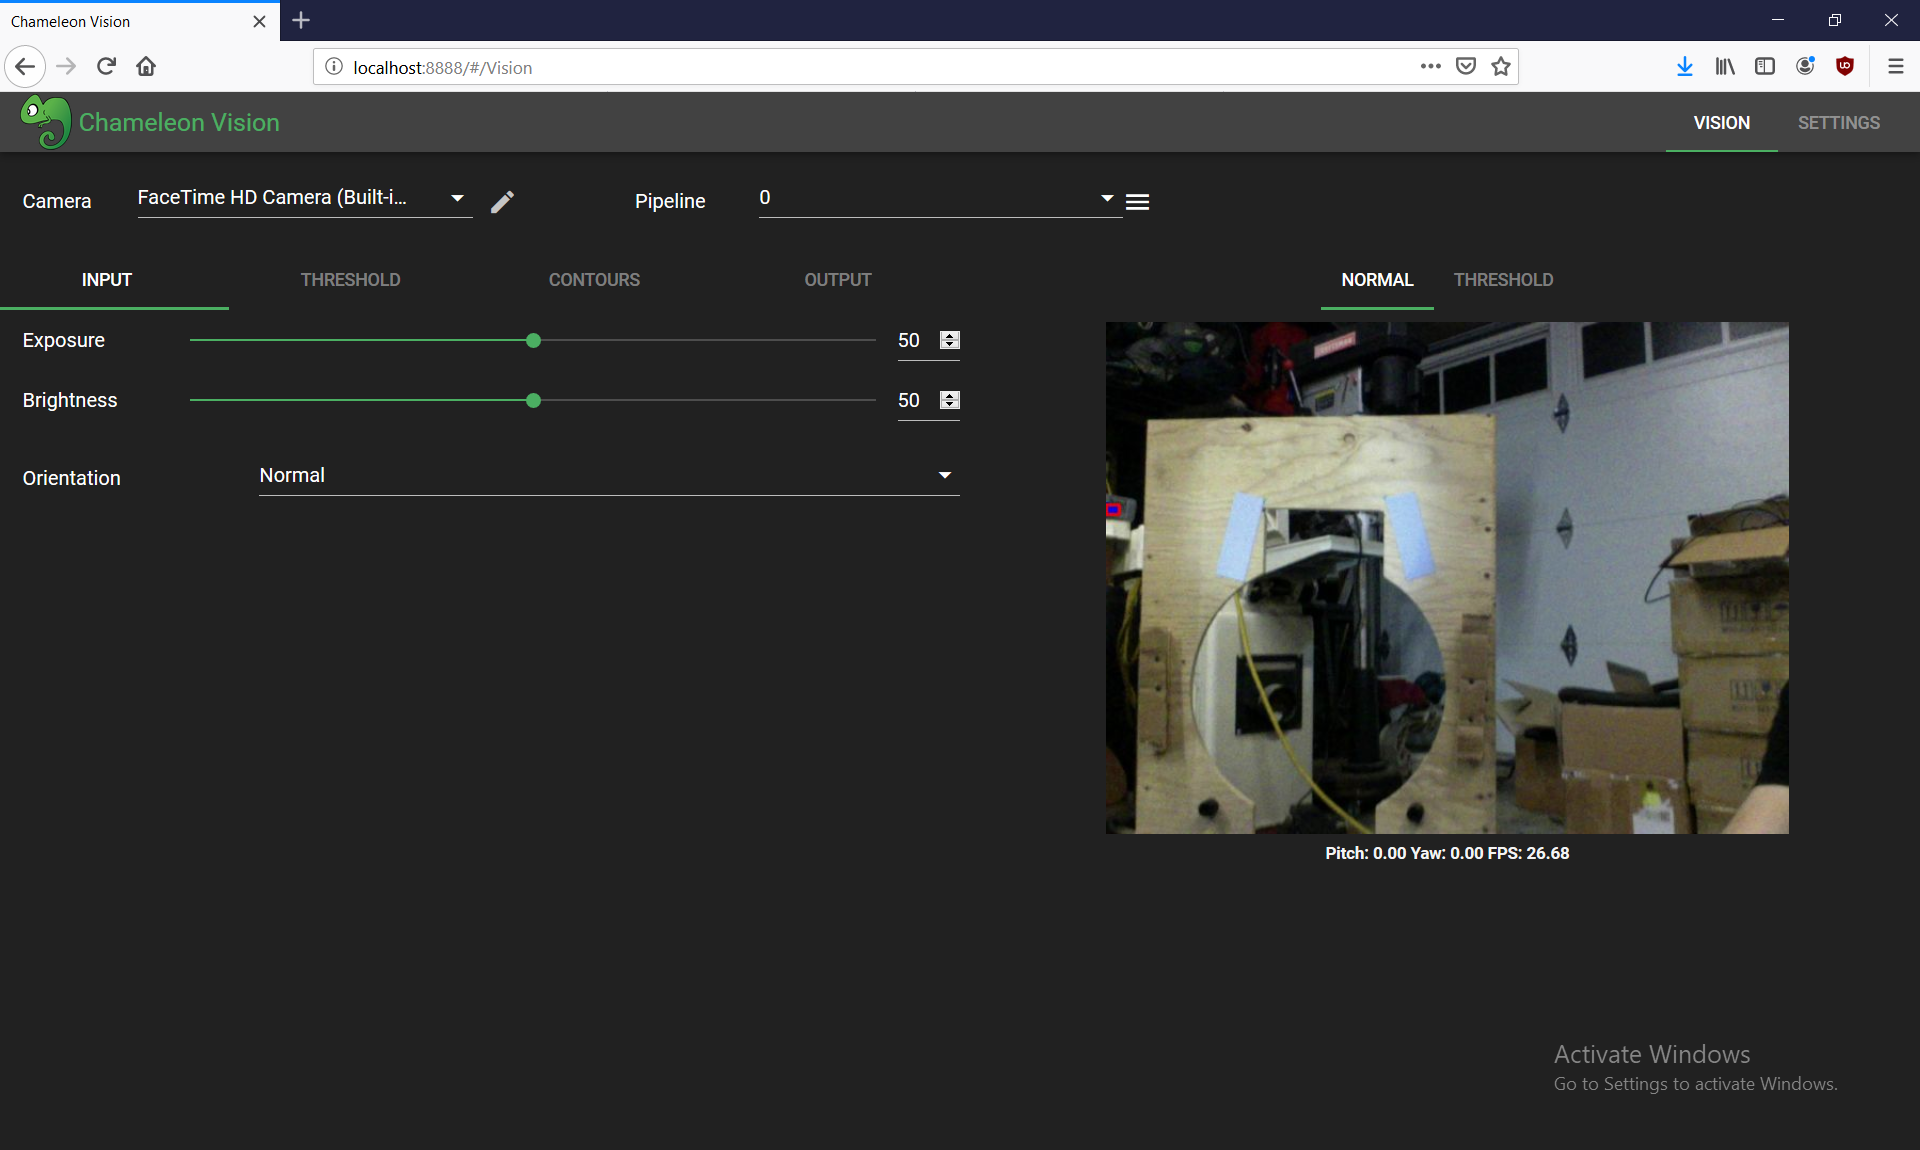 Chameleon Vision
localhost:8888/#/Vision
Chameleon Vision
VISION
SETTINGS
Camera
FaceTime HD Camera (Built-i...
Pipeline
0
INPUT
THRESHOLD
CONTOURS
OUTPUT
NORMAL
THRESHOLD
Exposure
50
Brightness
50
Orientation
Normal
Pitch: 0.00 Yaw: 0.00 FPS: 26.68
Activate Windows
Go to Settings to activate Windows.